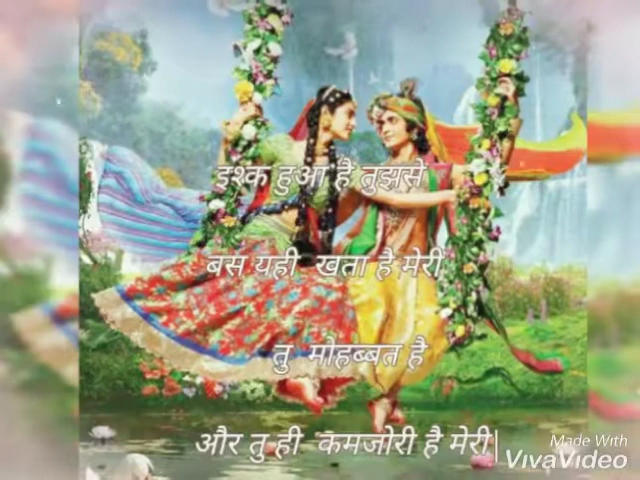 इश्क हुआ है तुझसे
बस यही खता है मेरी
तु मोहब्बत है
और तु ही कमजोरी है मेरी
Made With
VivaVideo